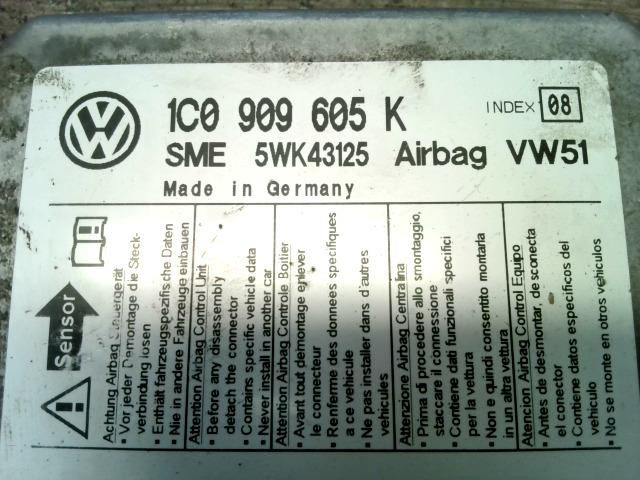 VW
1C0 909 605 K
INDEX 08
SME 5WK43125 Airbag VW51
Made in Germany
Sensor
Achtung Airbag Steuergerät
• Vor jeder Demontage die Steck-
verbindung lösen
• Enthält fahrzeugspezifische Daten
• Nie in andere Fahrzeuge einbauen
Attention Airbag Control Unit
• Before any disassembly
detach the connector
• Contains specific vehicle data
• Never install in another car
Attention Airbag Controle Boitier
• Avant tout demontage enlever
le connecteur
• Renferme des donnees specifiques
a ce vehicule
• Ne pas installer dans d'autres
vehicules
Attenzione Airbag Centralina
• Prima di procedere allo smontaggio,
staccare il connessione
• Contiene dati funzionali specifici
per la vettura
• Non e quindi consentito montarla
in un altra vettura
Atencion Airbag Control Equipo
• Antes de desmontar, de sconecta
el conector
• Contiene datos especificos del
vehiculo
• No se monte en otros vehiculos